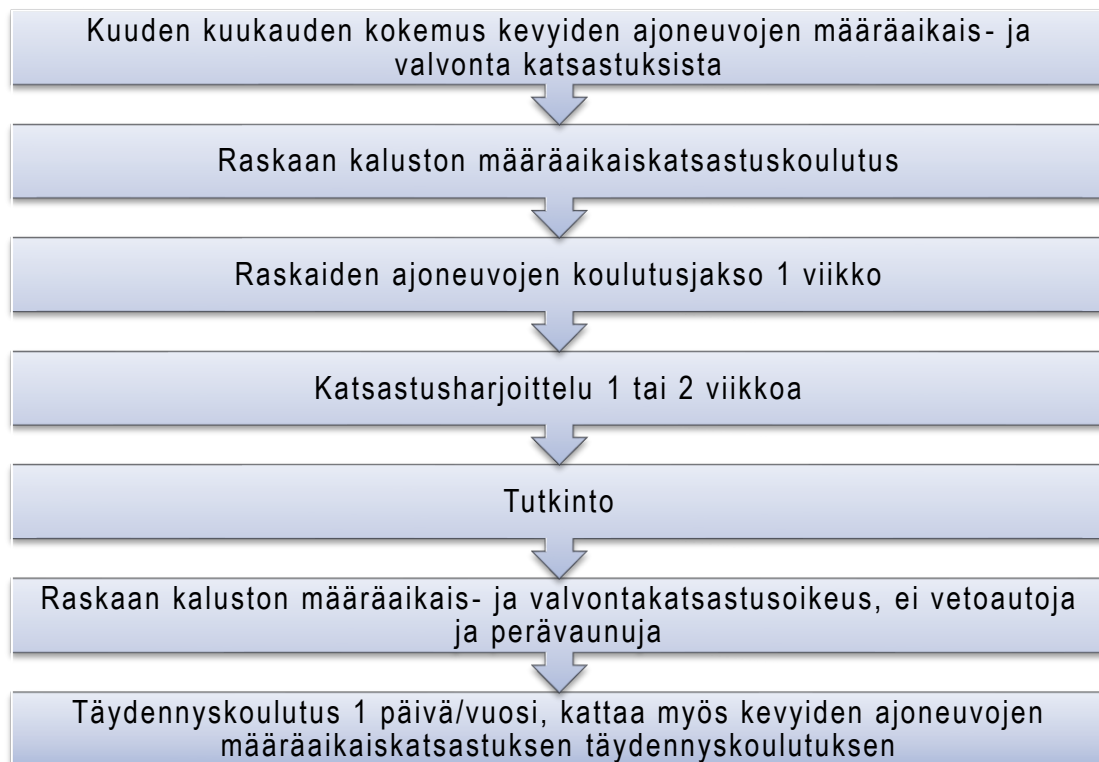 Kuuden kuukauden kokemus kevyiden ajoneuvojen määräaikais- ja
valvonta katsastuksista
Raskaan kaluston määräaikaiskatsastuskoulutus
Raskaiden ajoneuvojen koulutusjakso 1 viikko
Katsastusharjoittelu 1 tai 2 viikkoa
Tutkinto
Raskaan kaluston määräaikais- ja valvontakatsastusoikeus, ei vetoautoja
ja perävaunuja
Täydennyskoulutus 1 päivä/vuosi, kattaa myös kevyiden ajoneuvojen
määräaikaiskatsastuksen täydennyskoulutuksen